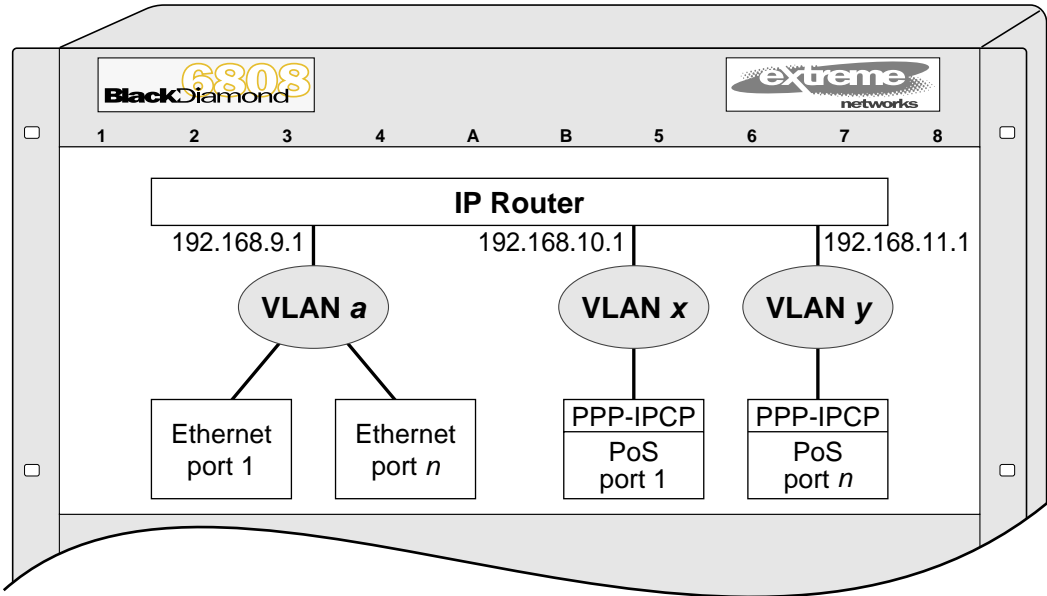 6808
BlackDiamond
extreme
networks
1 2 3 4 A B 5 6 7 8
IP Router
192.168.9.1 192.168.10.1 192.168.11.1
VLAN a VLAN x VLAN y
Ethernet
port 1
Ethernet
port n
PPP-IPCP
PoS
port 1
PPP-IPCP
PoS
port n